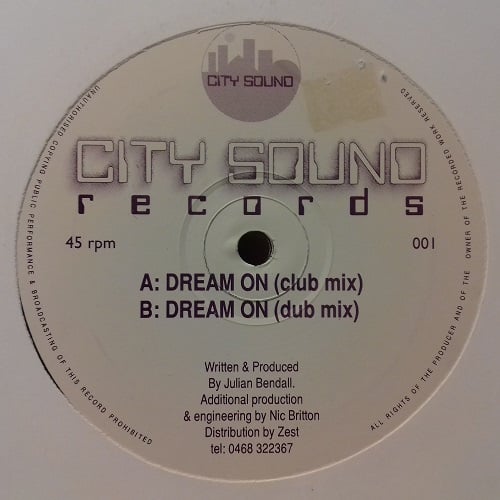 CITY SOUND
CITY SOUND
records
45 rpm
001
A: DREAM ON (club mix)
B: DREAM ON (dub mix)
Written & Produced
By Julian Bendall.
Additional production
& engineering by Nic Britton
Distribution by Zest
tel: 0468 322367
UNAUTHORISED COPYING PUBLIC PERFORMANCE & BROADCASTING OF THIS RECORD PROHIBITED
ALL RIGHTS OF THE PRODUCER AND OF THE OWNER OF THE RECORDED WORK RESERVED